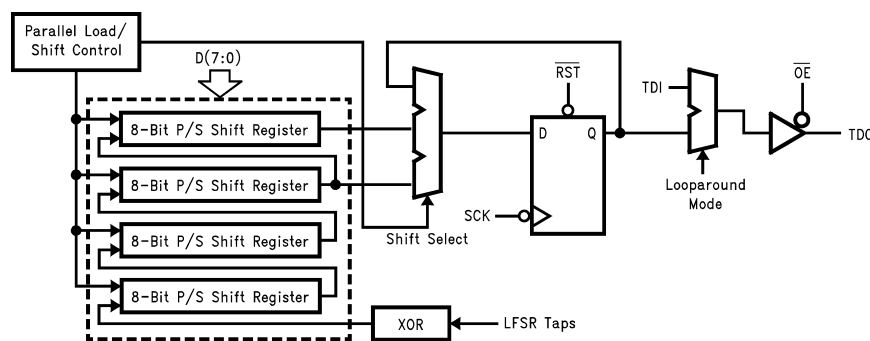 Parallel Load/
Shift Control
D(7:0)
8-Bit P/S Shift Register
8-Bit P/S Shift Register
8-Bit P/S Shift Register
8-Bit P/S Shift Register
XOR
LFSR Taps
Shift Select
SCK
RST
D
Q
TDI
Looparound
Mode
OE
TDO